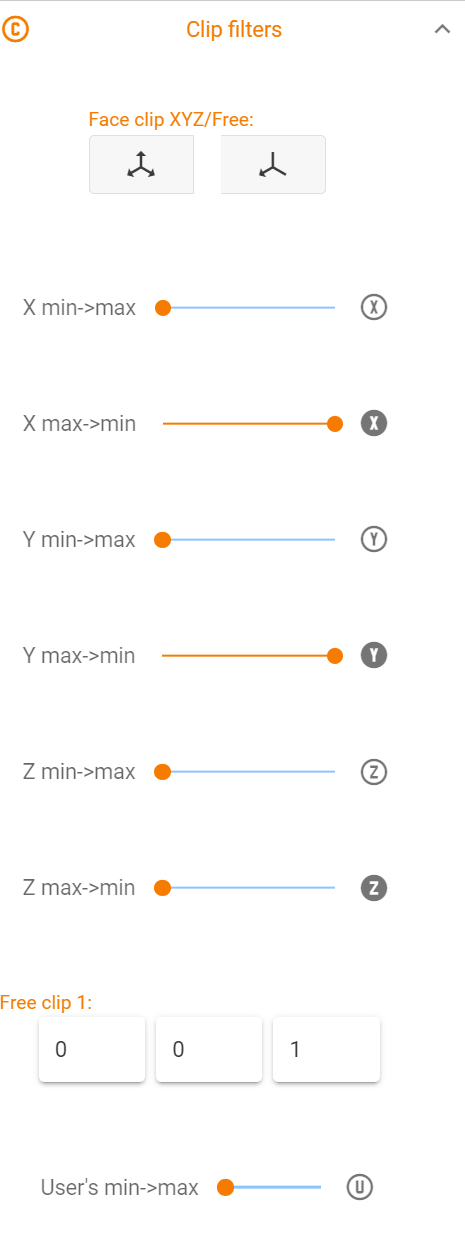 C Clip filters
Face clip XYZ/Free:
X min->max X
X max->min X
Y min->max Y
Y max->min Y
Z min->max Z
Z max->min Z
Free clip 1:
0 0 1
User's min->max U